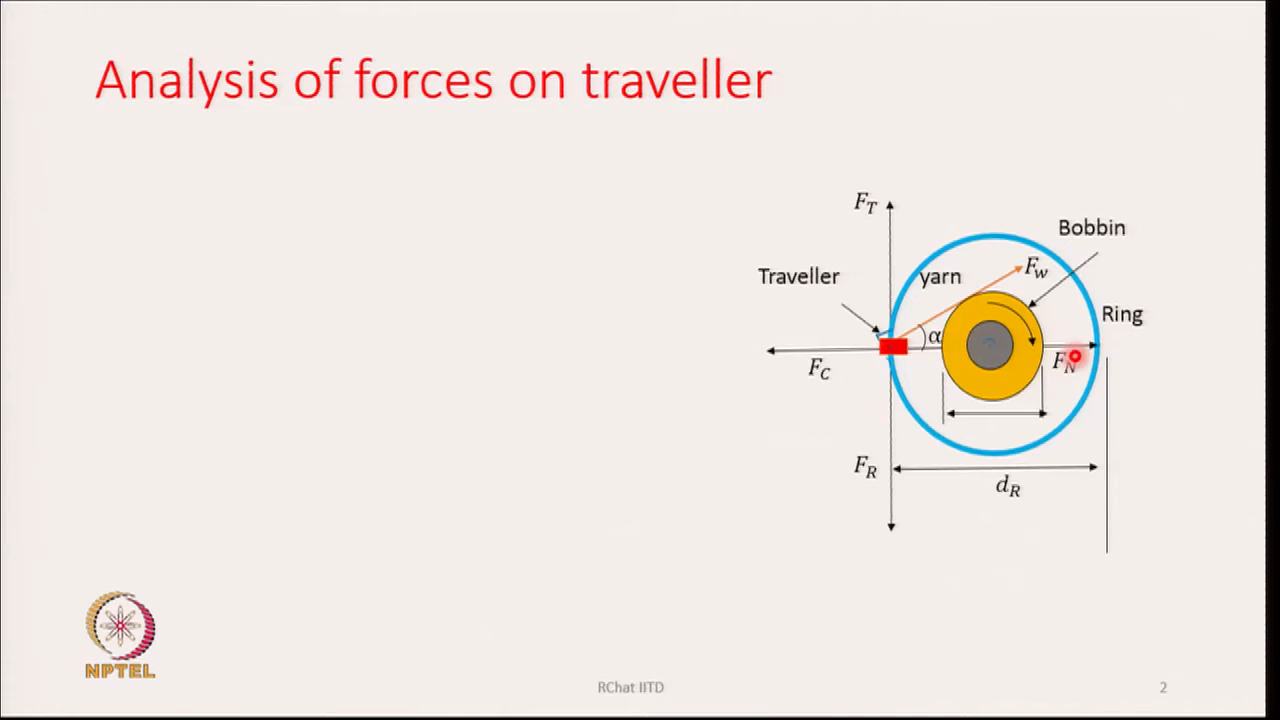 Analysis of forces on traveller
F_T
Bobbin
Traveller
yarn
F_w
Ring
α
F_C
F_N
F_R
d_R
NPTEL
RChat IITD
2